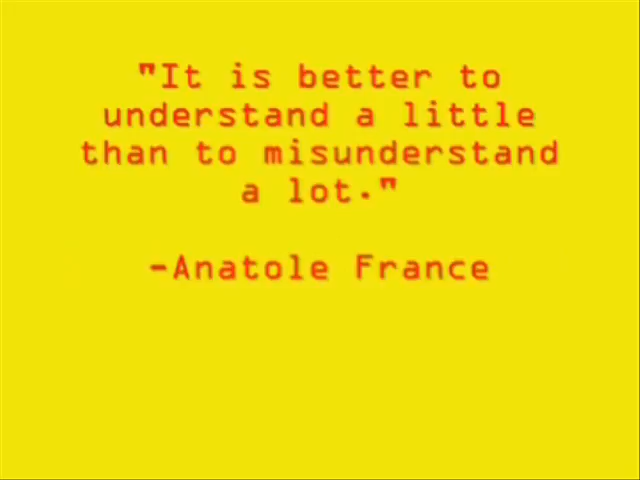 "It is better to
understand a little
than to misunderstand
a lot."
-Anatole France